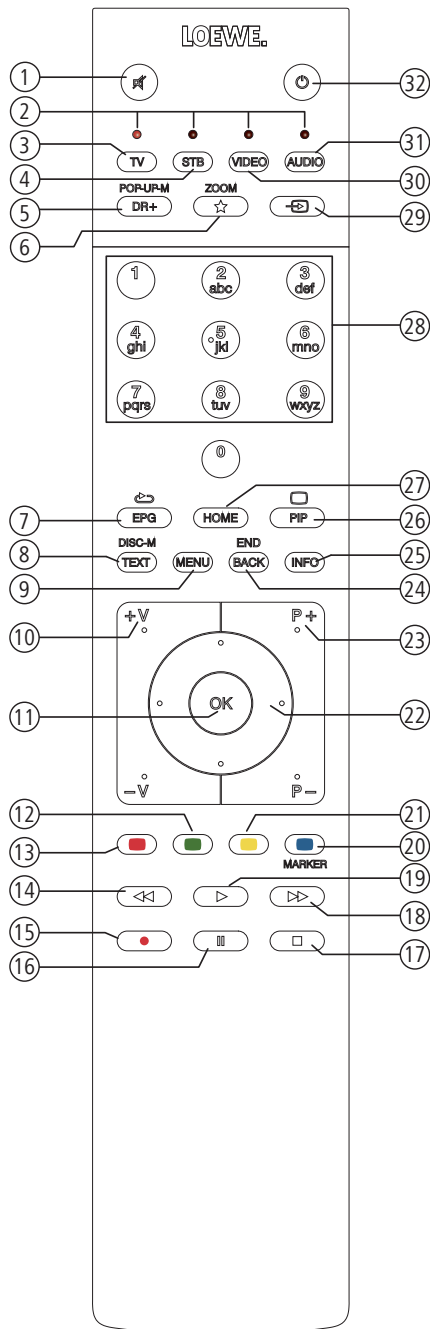 LOEWE.
1
32
2
3
TV
STB
VIDEO
AUDIO
31
4
30
POP-UP-M
ZOOM
5
DR+
29
6
1
2
abc
3
def
28
4
ghi
5
jkl
6
mno
7
pqrs
8
tuv
9
wxyz
0
27
7
EPG
HOME
PIP
26
DISC-M
END
8
TEXT
MENU
BACK
INFO
25
9
24
10
+V
P+
23
11
OK
22
−V
P−
12
21
13
20
MARKER
14
19
18
15
16
17